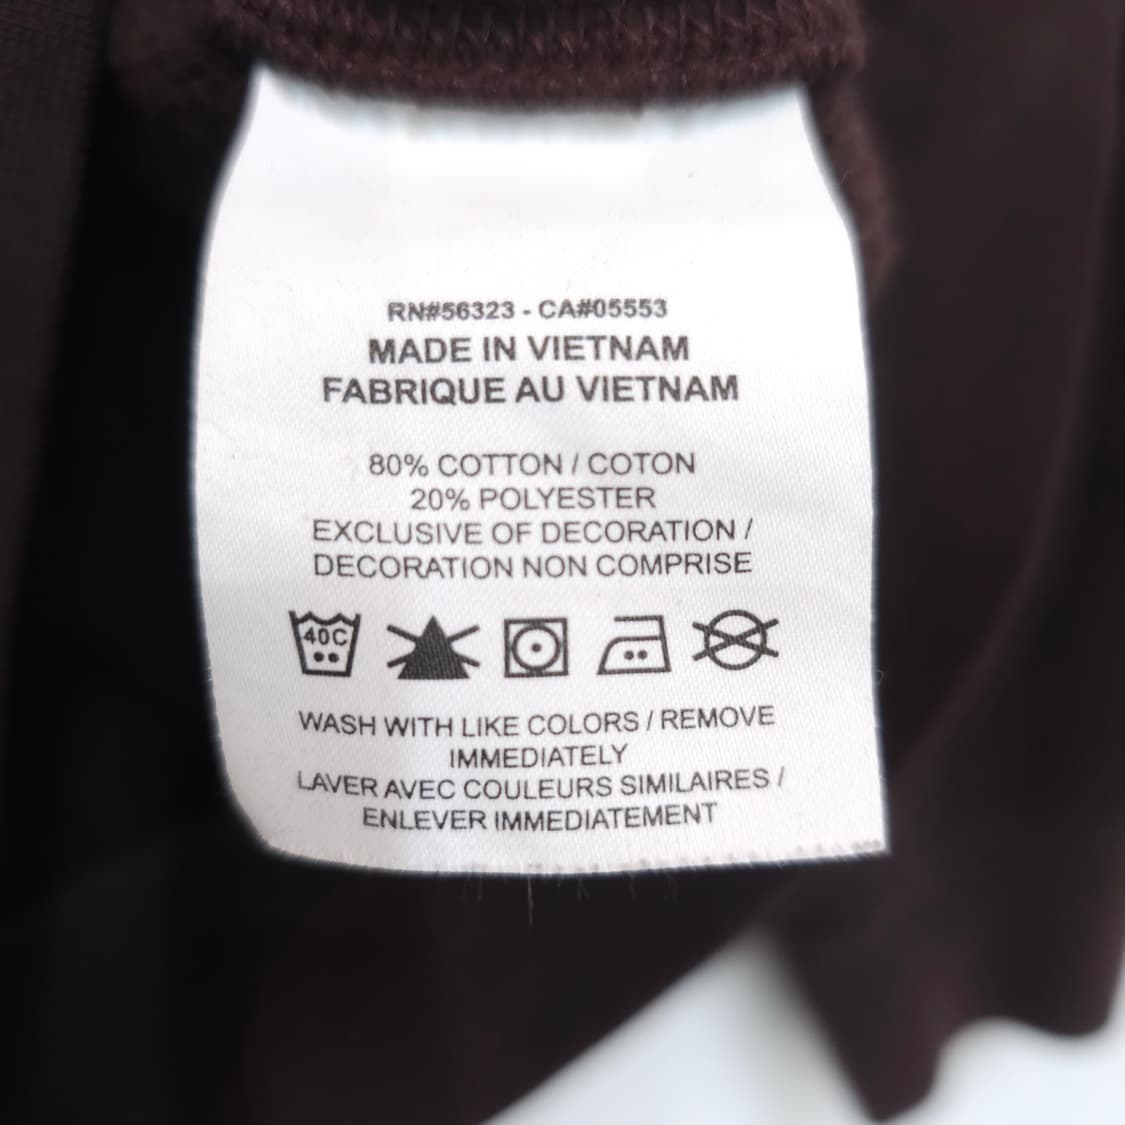 RN#56323 - CA#05553
MADE IN VIETNAM
FABRIQUE AU VIETNAM
80% COTTON / COTON
20% POLYESTER
EXCLUSIVE OF DECORATION /
DECORATION NON COMPRISE
40C
WASH WITH LIKE COLORS / REMOVE
IMMEDIATELY
LAVER AVEC COULEURS SIMILAIRES /
ENLEVER IMMEDIATEMENT